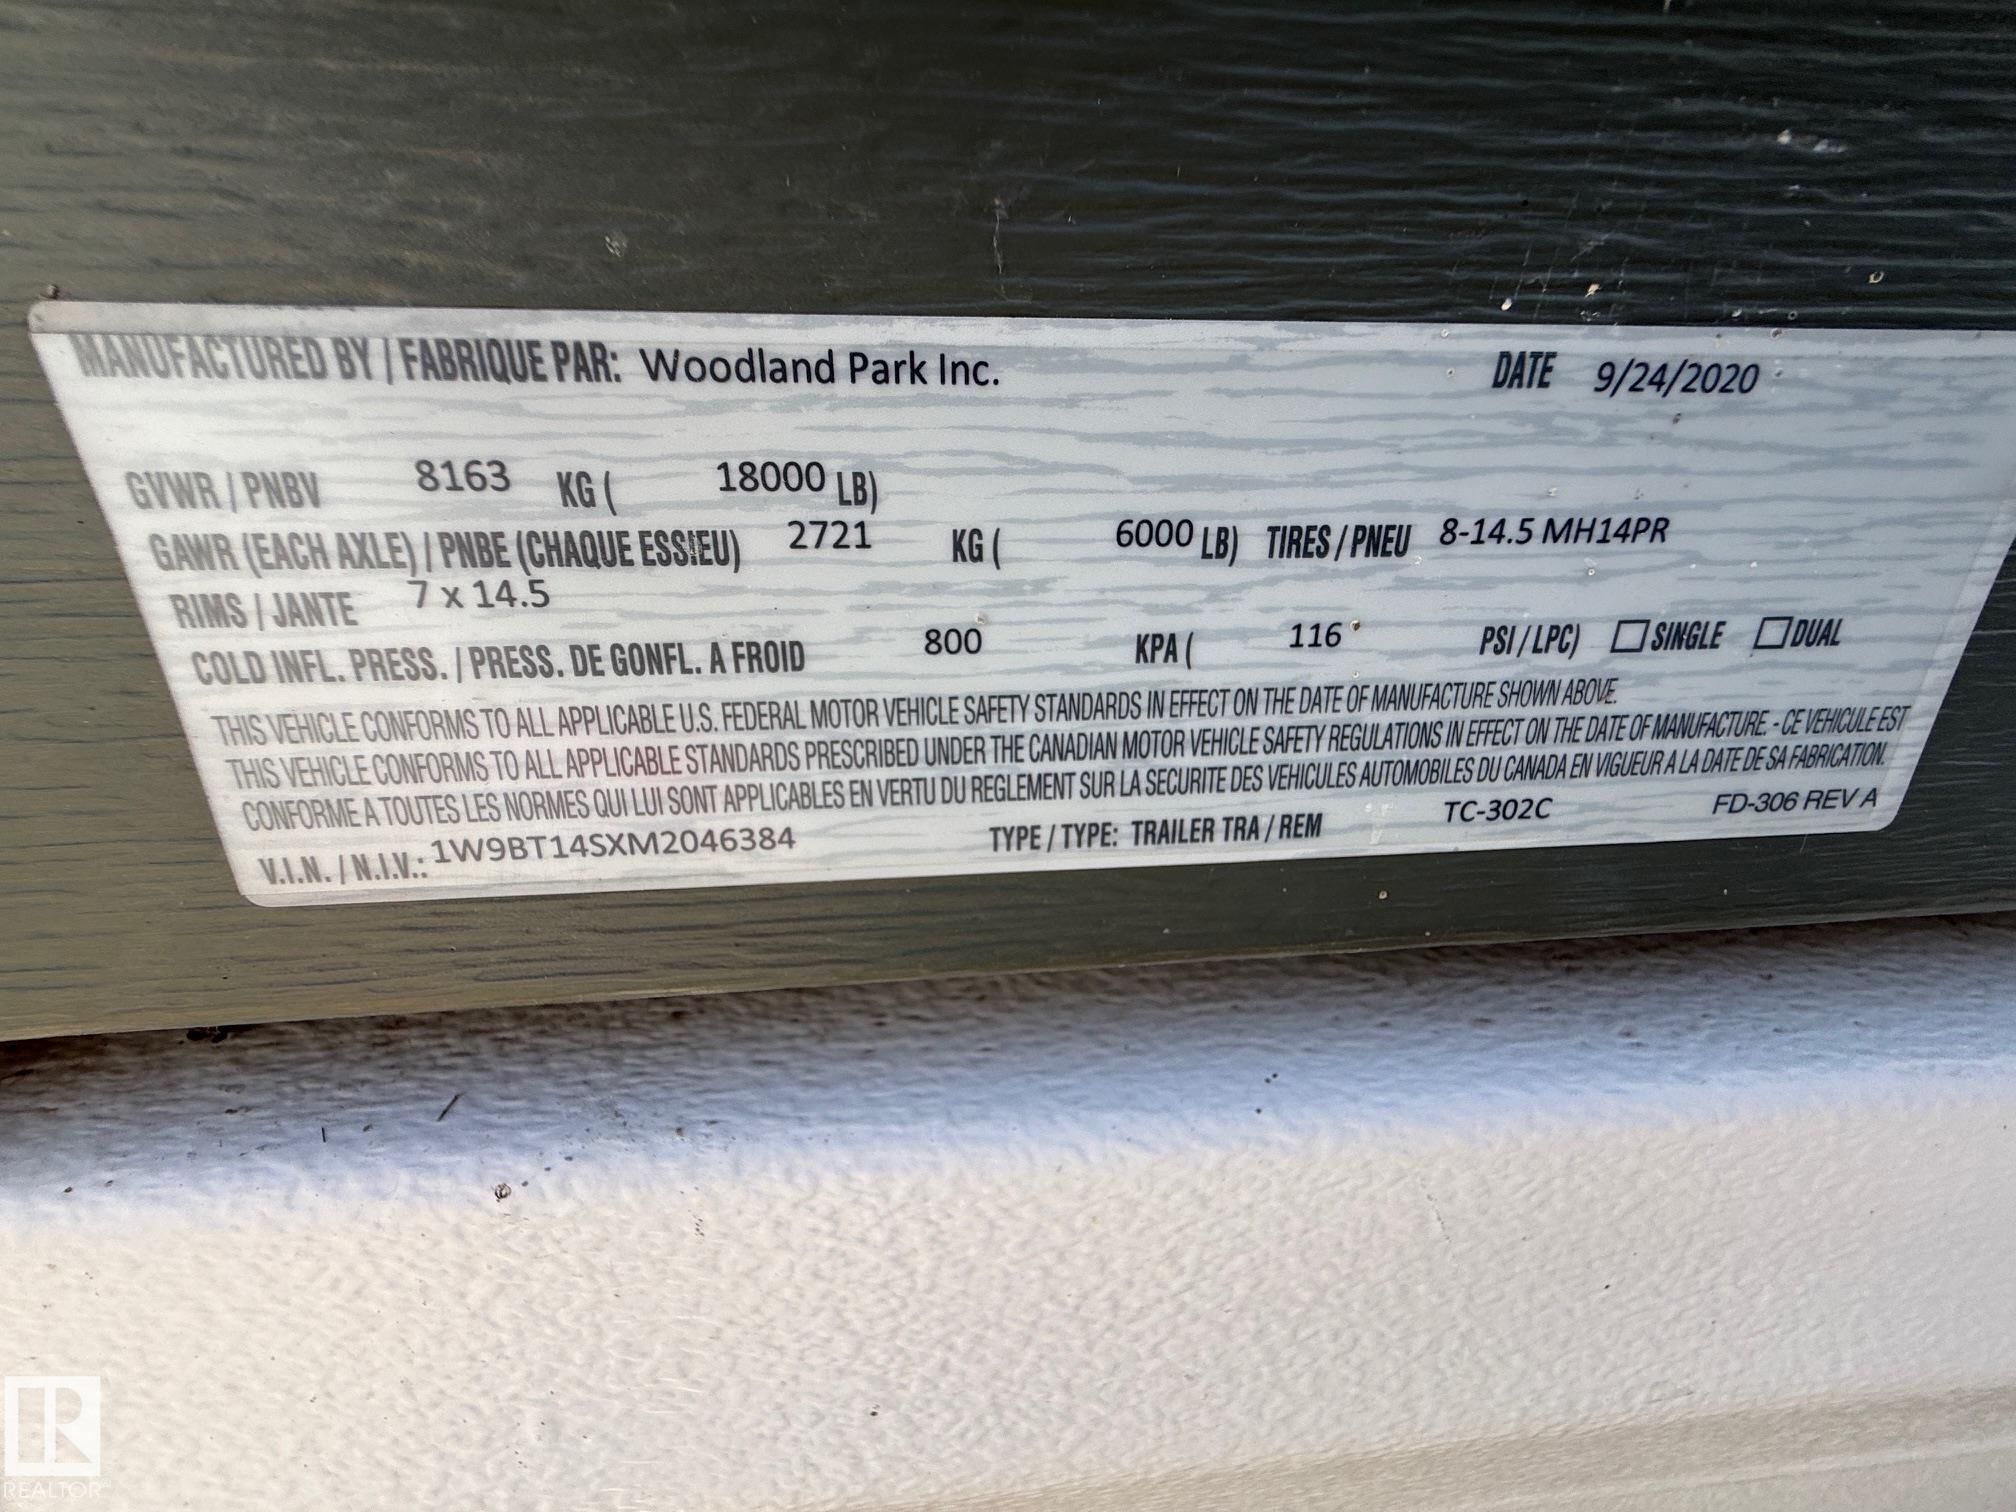 MANUFACTURED BY / FABRIQUE PAR: Woodland Park Inc. DATE 9/24/2020
GVWR / PNBV 8163 KG ( 18000 LB)
GAWR (EACH AXLE) / PNBE (CHAQUE ESSIEU) 2721 KG ( 6000 LB) TIRES / PNEU 8-14.5 MH14PR
RIMS / JANTE 7 x 14.5
COLD INFL. PRESS. / PRESS. DE GONFL. A FROID 800 KPA ( 116 PSI / LPC) SINGLE DUAL
THIS VEHICLE CONFORMS TO ALL APPLICABLE U.S. FEDERAL MOTOR VEHICLE SAFETY STANDARDS IN EFFECT ON THE DATE OF MANUFACTURE SHOWN ABOVE.
THIS VEHICLE CONFORMS TO ALL APPLICABLE STANDARDS PRESCRIBED UNDER THE CANADIAN MOTOR VEHICLE SAFETY REGULATIONS IN EFFECT ON THE DATE OF MANUFACTURE. - CE VEHICULE EST
CONFORME A TOUTES LES NORMES QUI LUI SONT APPLICABLES EN VERTU DU REGLEMENT SUR LA SECURITE DES VEHICULES AUTOMOBILES DU CANADA EN VIGUEUR A LA DATE DE SA FABRICATION.
V.I.N. / N.I.V.: 1W9BT14SXM2046384 TYPE / TYPE: TRAILER TRA / REM TC-302C FD-306 REV A
REALTOR